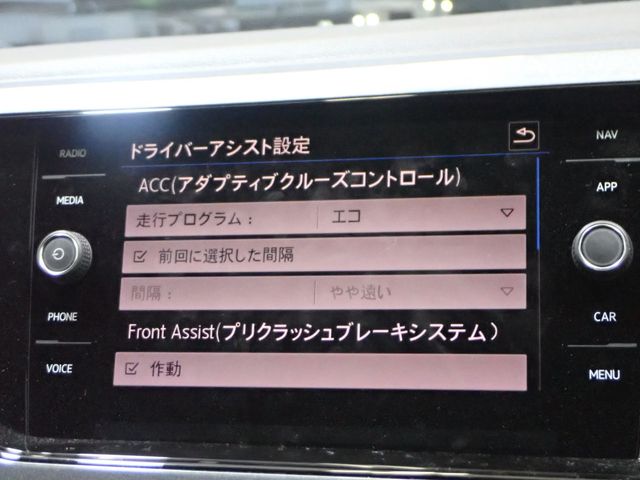 RADIO
MEDIA
PHONE
VOICE
ドライバーアシスト設定
ACC(アダプティブクルーズコントロール)
走行プログラム： エコ
前回に選択した間隔
間隔： やや遠い
Front Assist(プリクラッシュブレーキシステム)
作動
NAV
APP
CAR
MENU